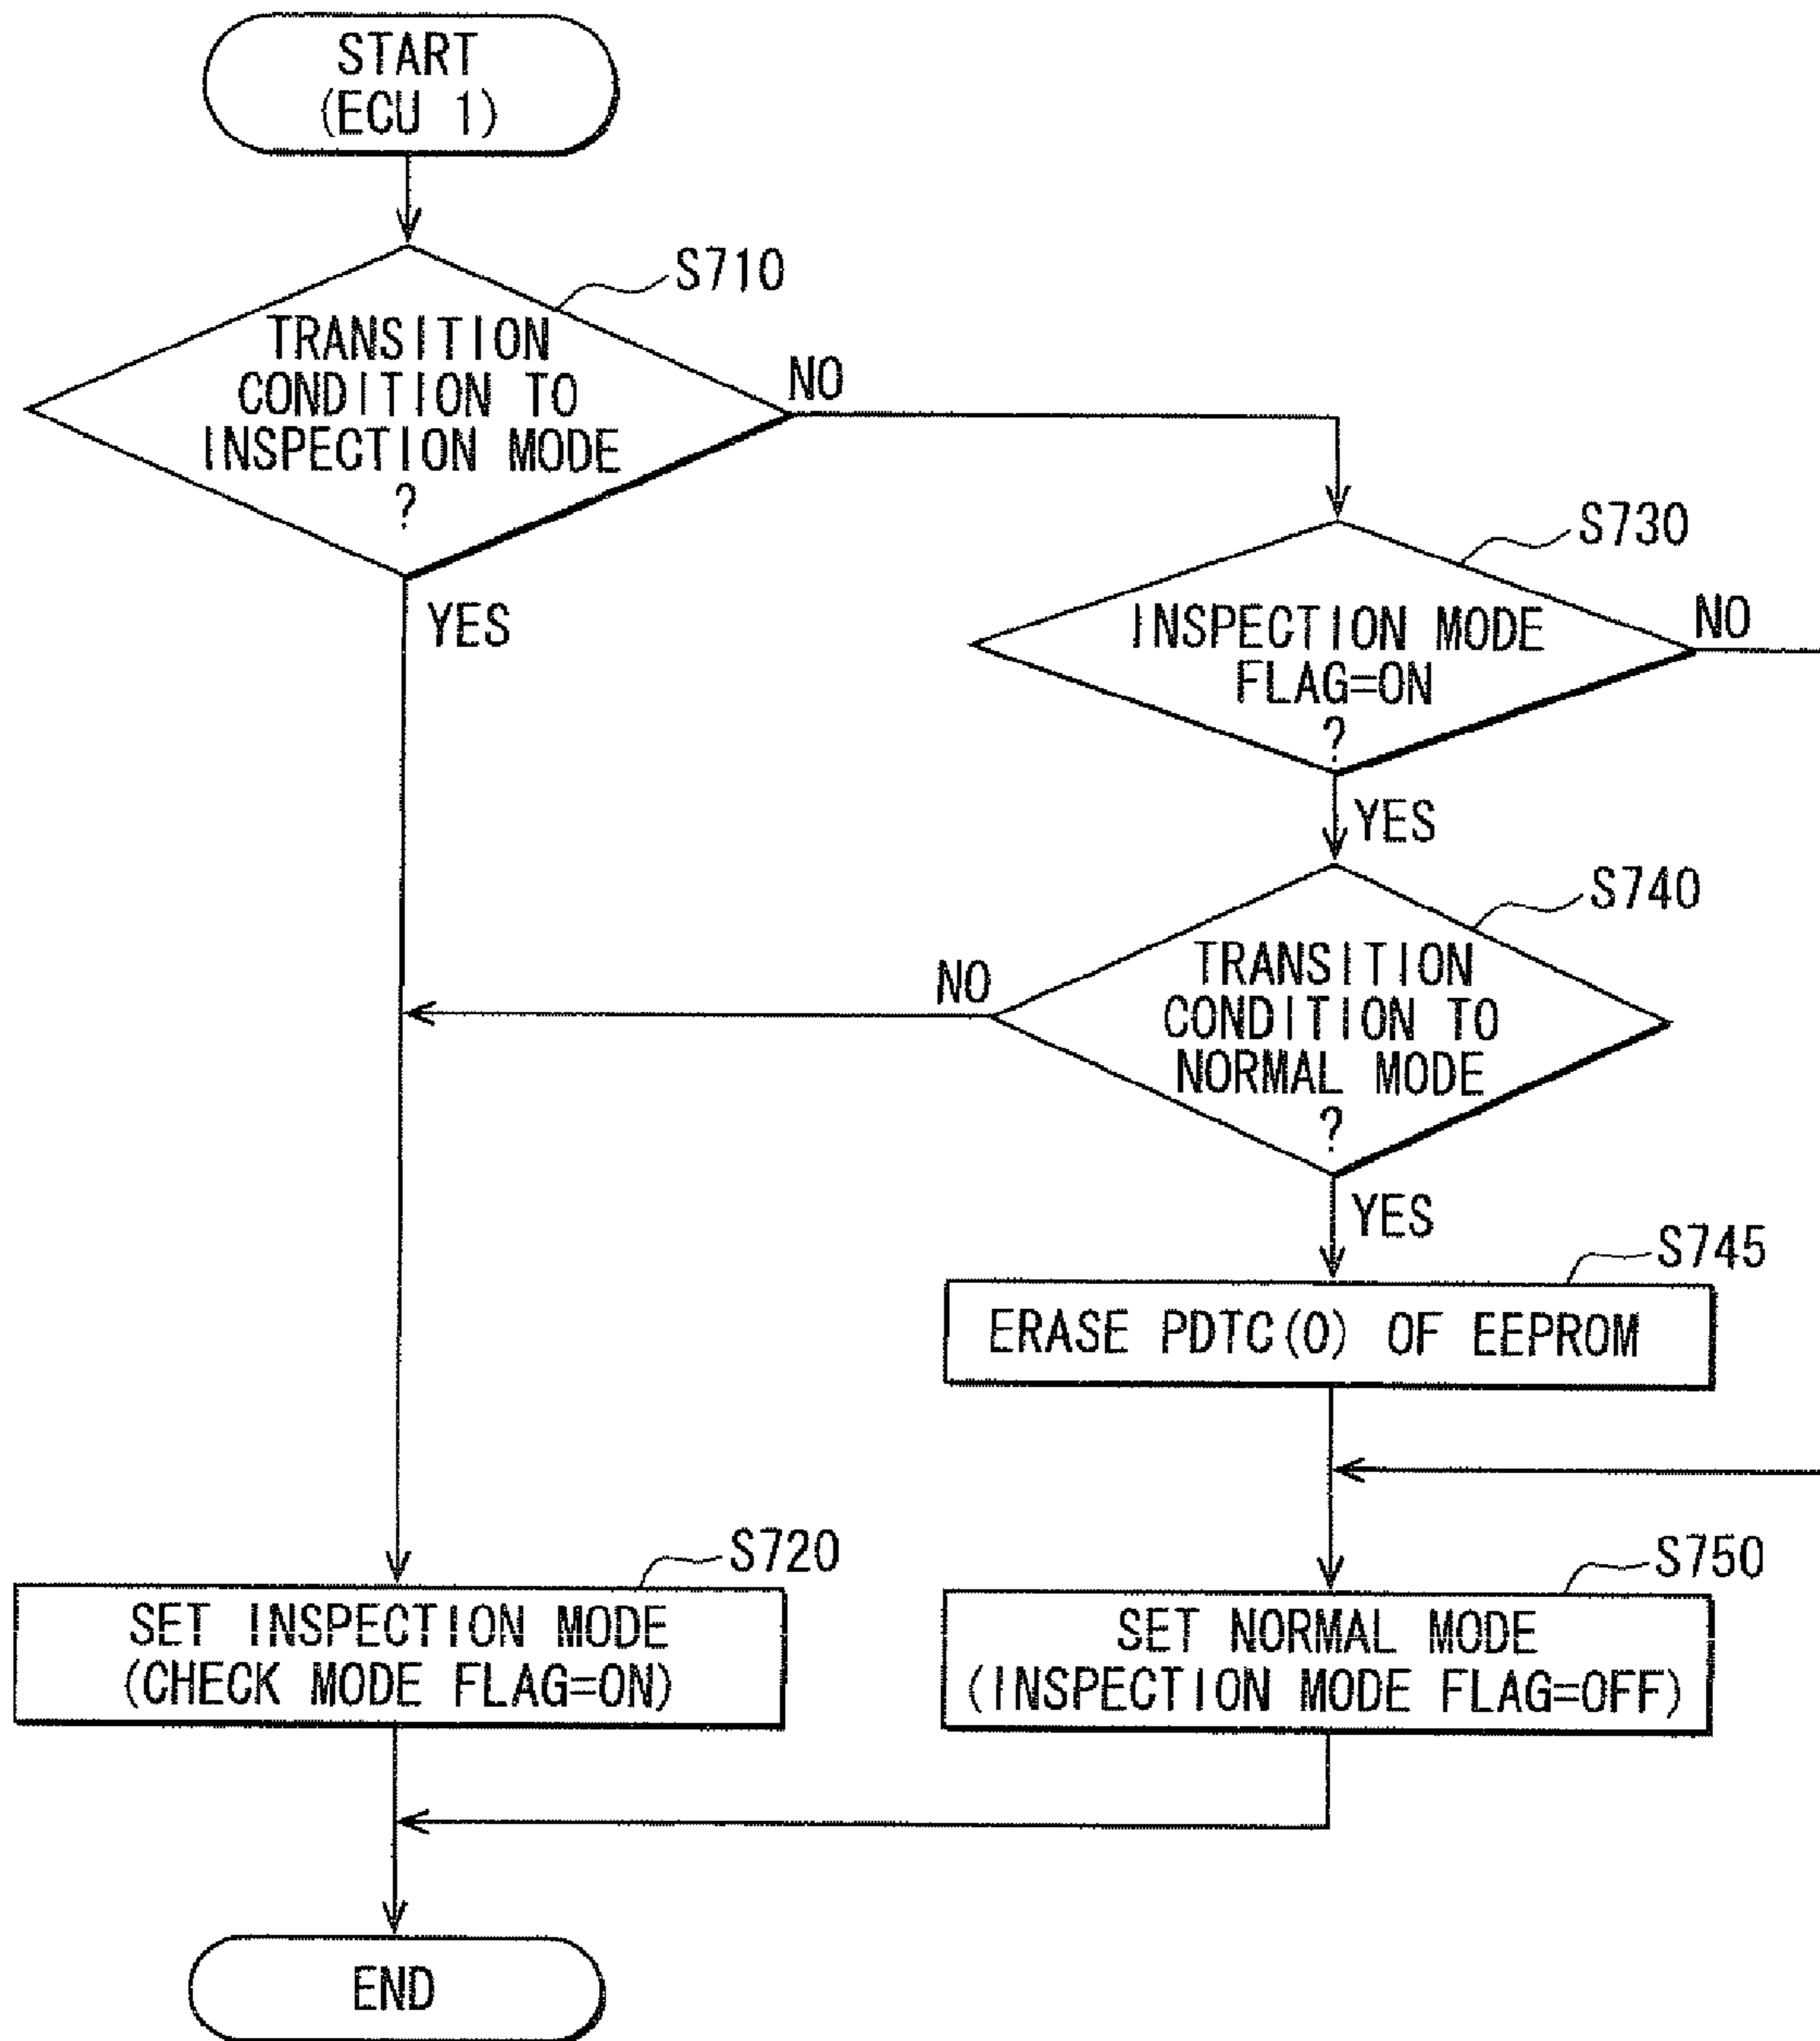 START
(ECU 1)
S710
TRANSITION
CONDITION TO
INSPECTION MODE
?
NO
YES
S730
INSPECTION MODE
FLAG=ON
?
NO
YES
S740
TRANSITION
CONDITION TO
NORMAL MODE
?
NO
YES
S745
ERASE PDTC(0) OF EEPROM
S720
SET INSPECTION MODE
(CHECK MODE FLAG=ON)
S750
SET NORMAL MODE
(INSPECTION MODE FLAG=OFF)
END